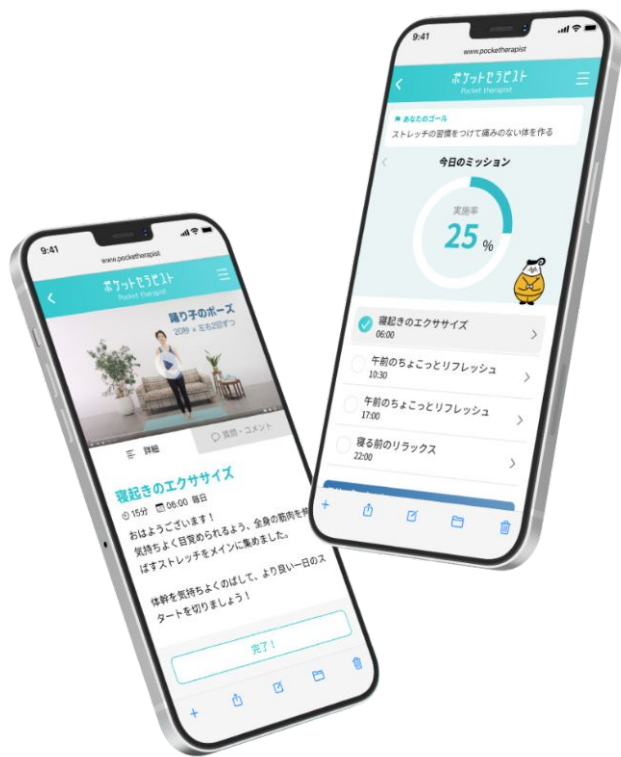 9:41
www.pocketherapist
ポケットセラピスト
Pocket therapist
踊り子のポーズ
20秒 × 左右2回ずつ
詳細
質問・コメント
寝起きのエクササイズ
15分 06:00 毎日
おはようございます！
気持ちよく目覚められるよう、全身の筋肉を伸
ばすストレッチをメインに集めました。
体幹を気持ちよくのばして、より良い一日のス
タートを切りましょう！
完了！
9:41
www.pocketherapist
ポケットセラピスト
Pocket therapist
あなたのゴール
ストレッチの習慣をつけて痛みのない体を作る
今日のミッション
実施率
25 %
寝起きのエクササイズ
06:00
午前のちょこっとリフレッシュ
10:30
午前のちょこっとリフレッシュ
17:00
寝る前のリラックス
22:00